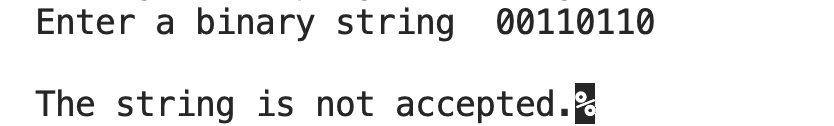 Enter a binary string  00110110
The string is not accepted.%